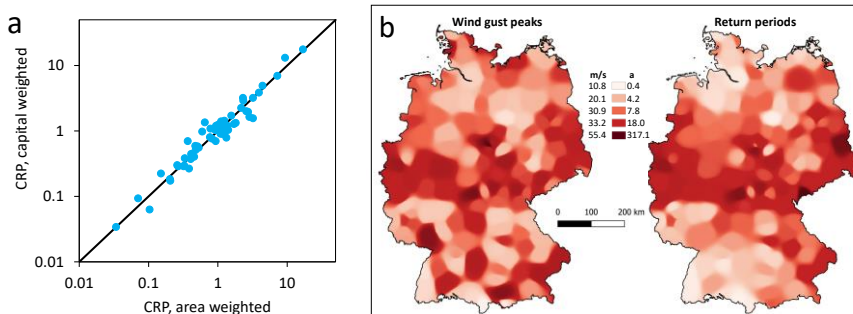 a
CRP, capital weighted
10
1
0.1
0.01
0.01 0.1 1 10
CRP, area weighted
b
Wind gust peaks
Return periods
m/s a
10.8 0.4
20.1 4.2
30.9 7.8
33.2 18.0
55.4 317.1
0 100 200 km